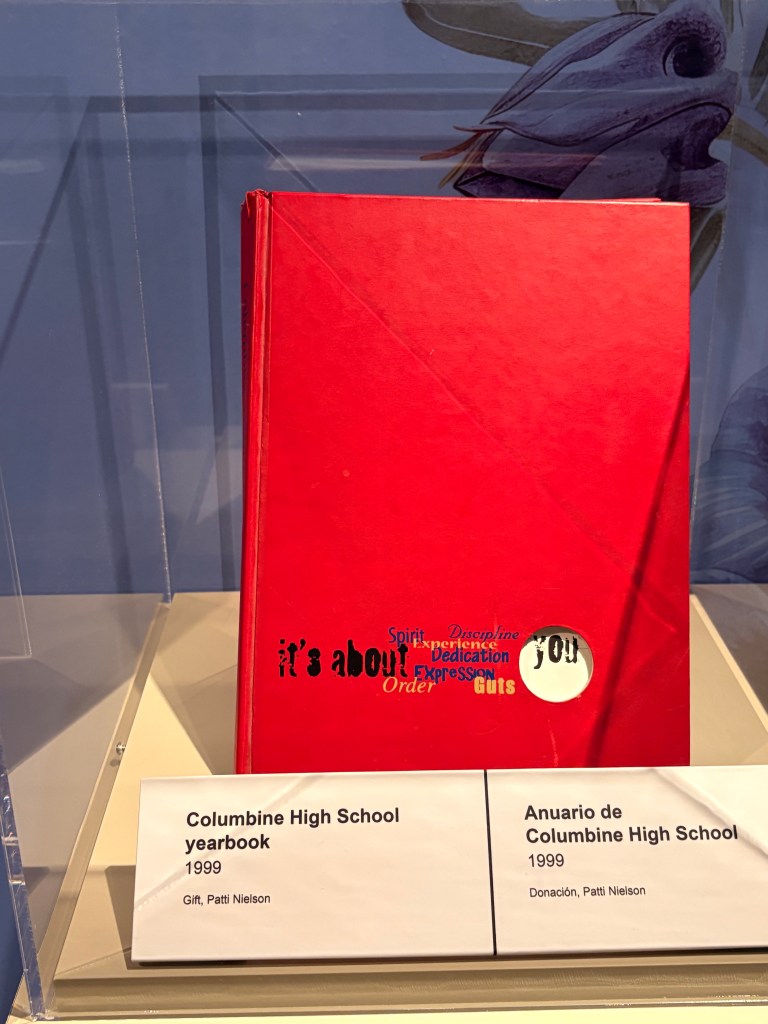 it's about
Spirit
Discipline
Experience
Dedication
Expression
Order
Guts
you
Columbine High School
yearbook
1999
Gift, Patti Nielson
Anuario de
Columbine High School
1999
Donación, Patti Nielson